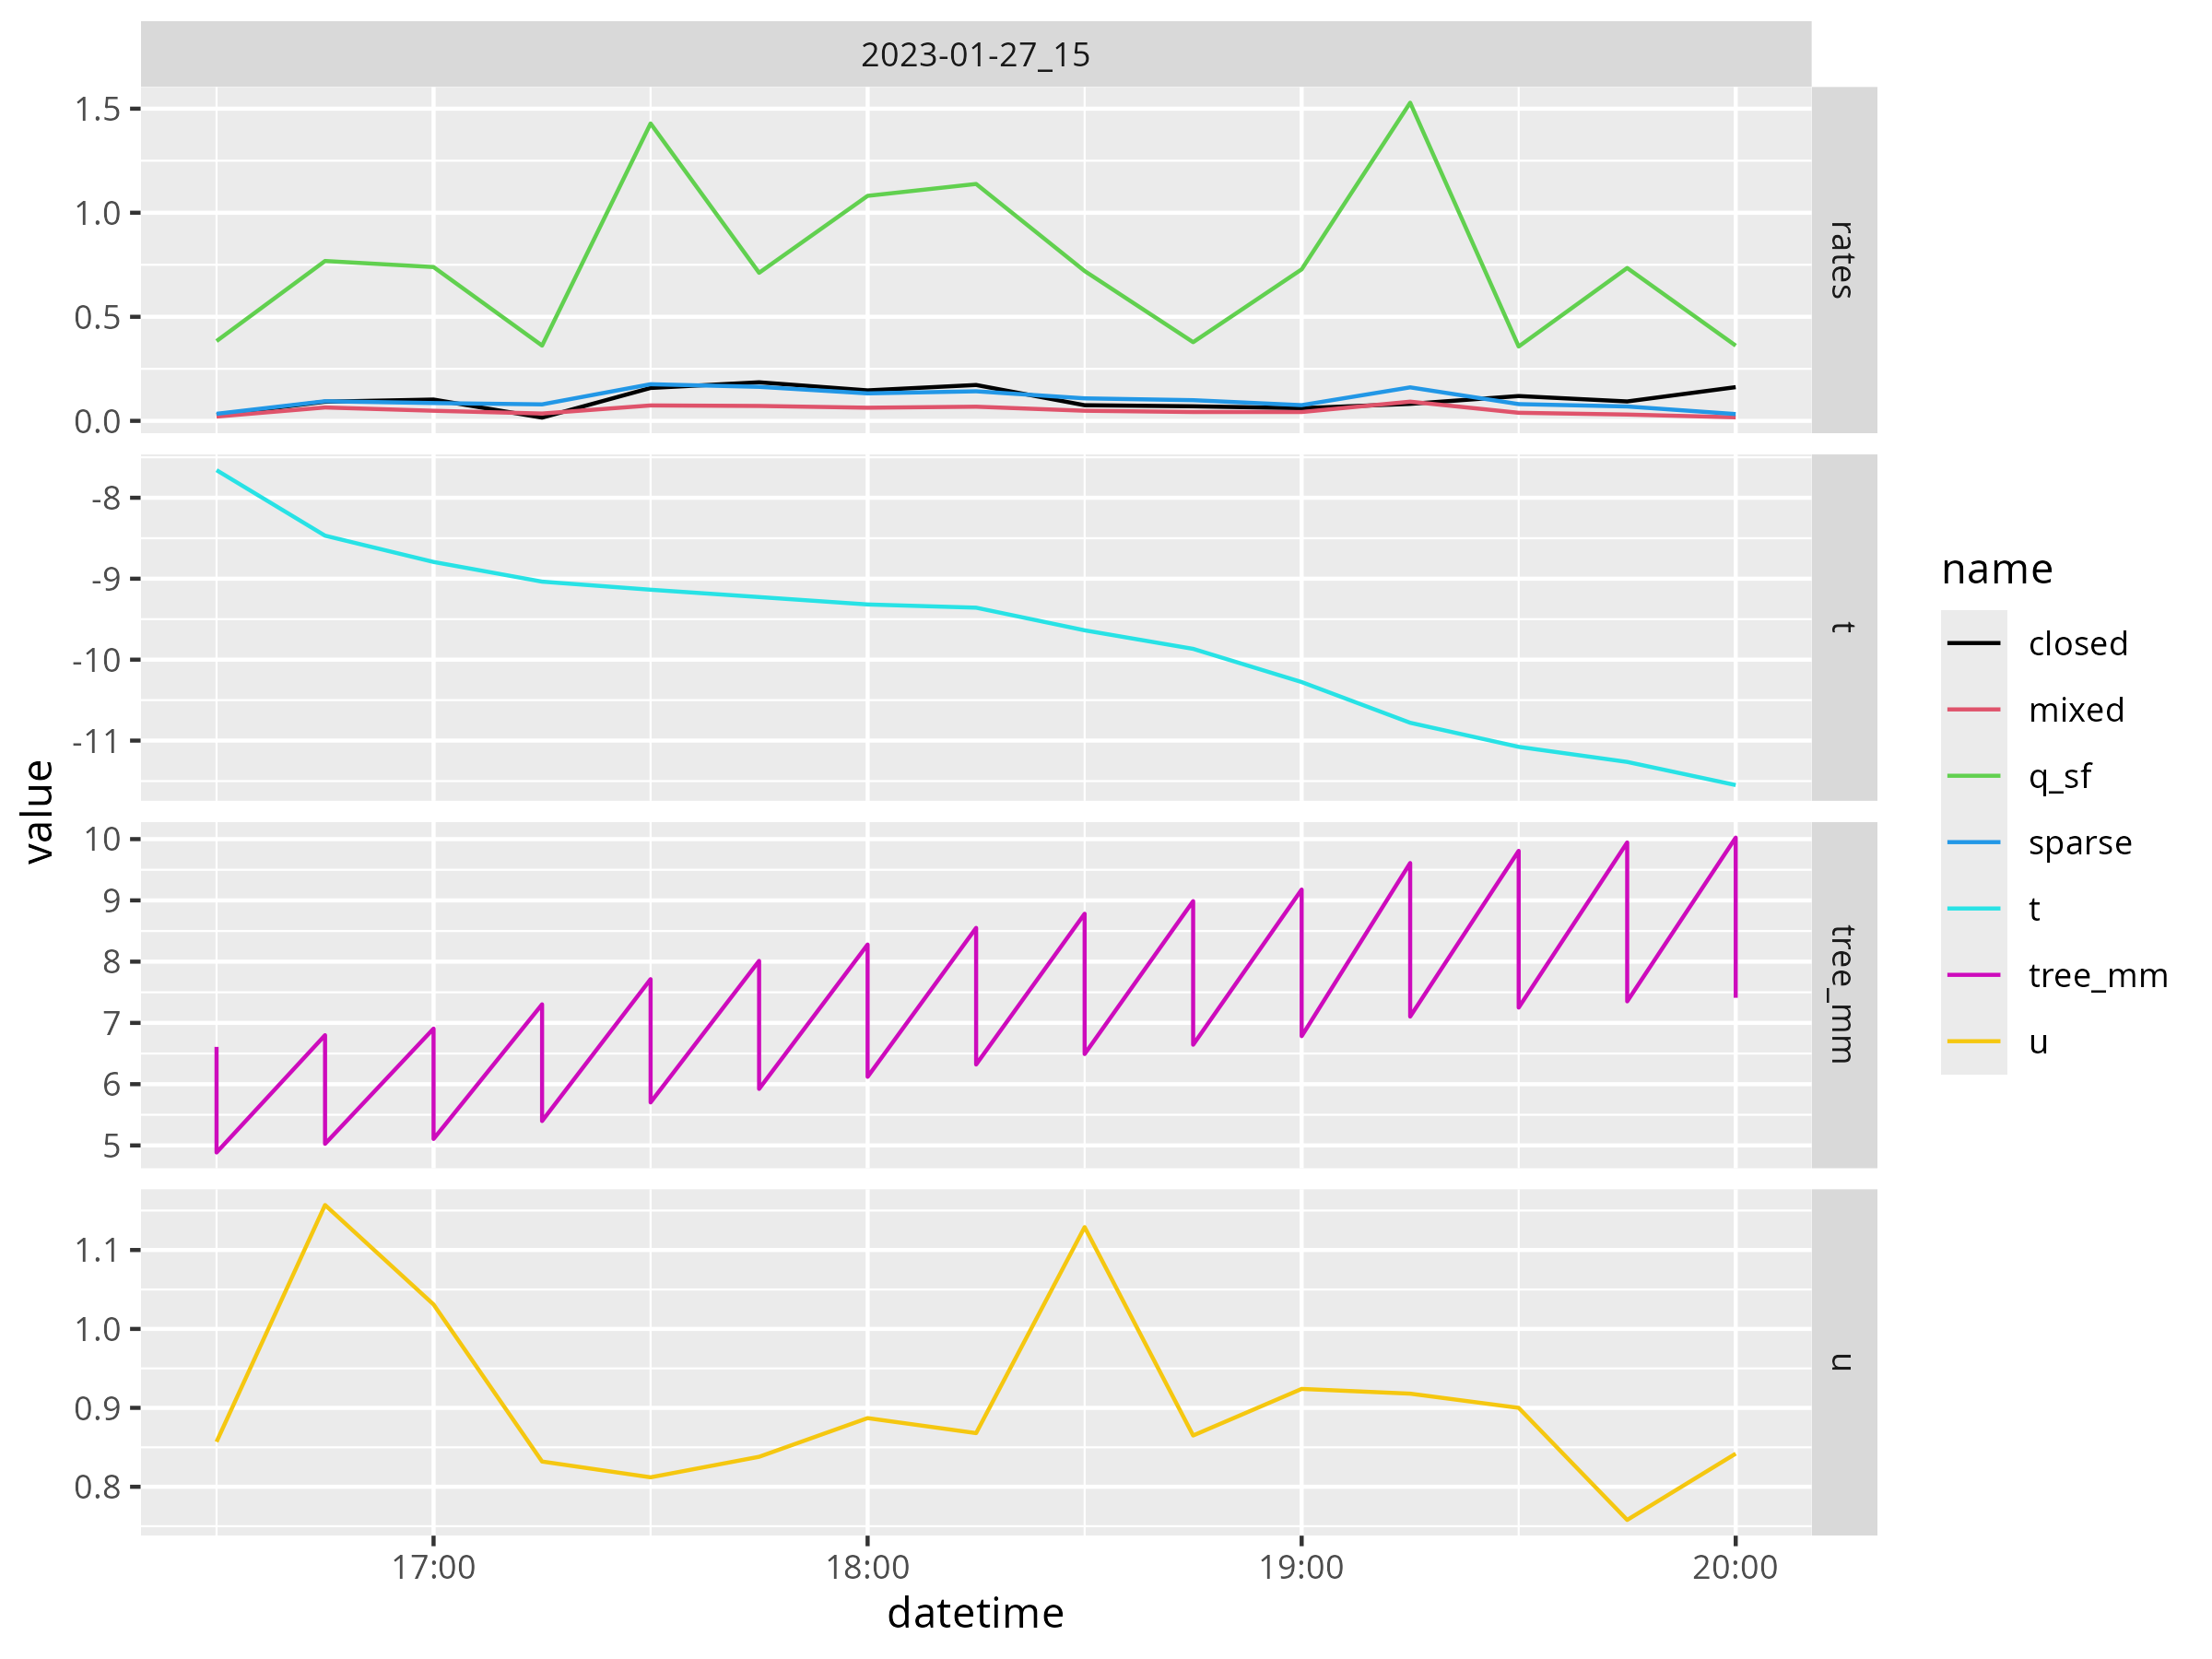 2023-01-27_15
1.5
1.0
0.5
0.0
rates
-8
-9
-10
-11
t
10
9
8
7
6
5
tree_mm
1.1
1.0
0.9
0.8
u
17:00 18:00 19:00 20:00
datetime
value
name
closed
mixed
q_sf
sparse
t
tree_mm
u